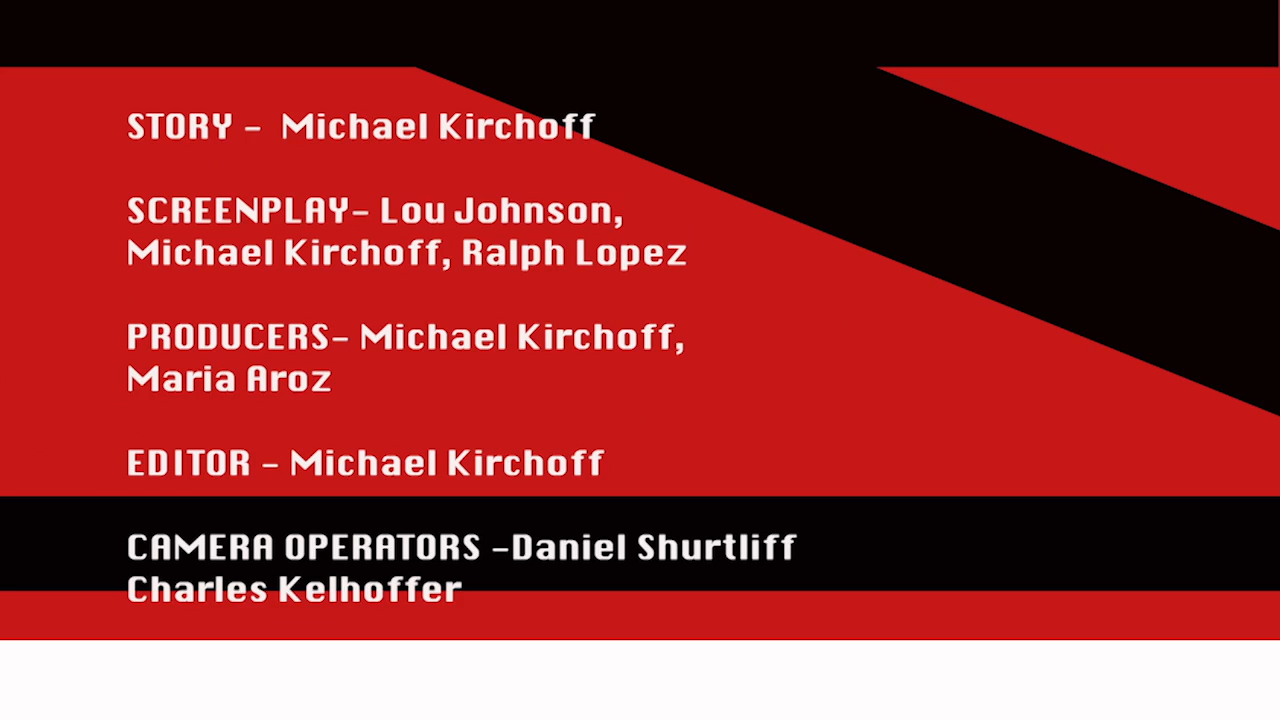 STORY -  Michael Kirchoff
SCREENPLAY- Lou Johnson,
Michael Kirchoff, Ralph Lopez
PRODUCERS- Michael Kirchoff,
Maria Aroz
EDITOR - Michael Kirchoff
CAMERA OPERATORS -Daniel Shurtliff
Charles Kelhoffer